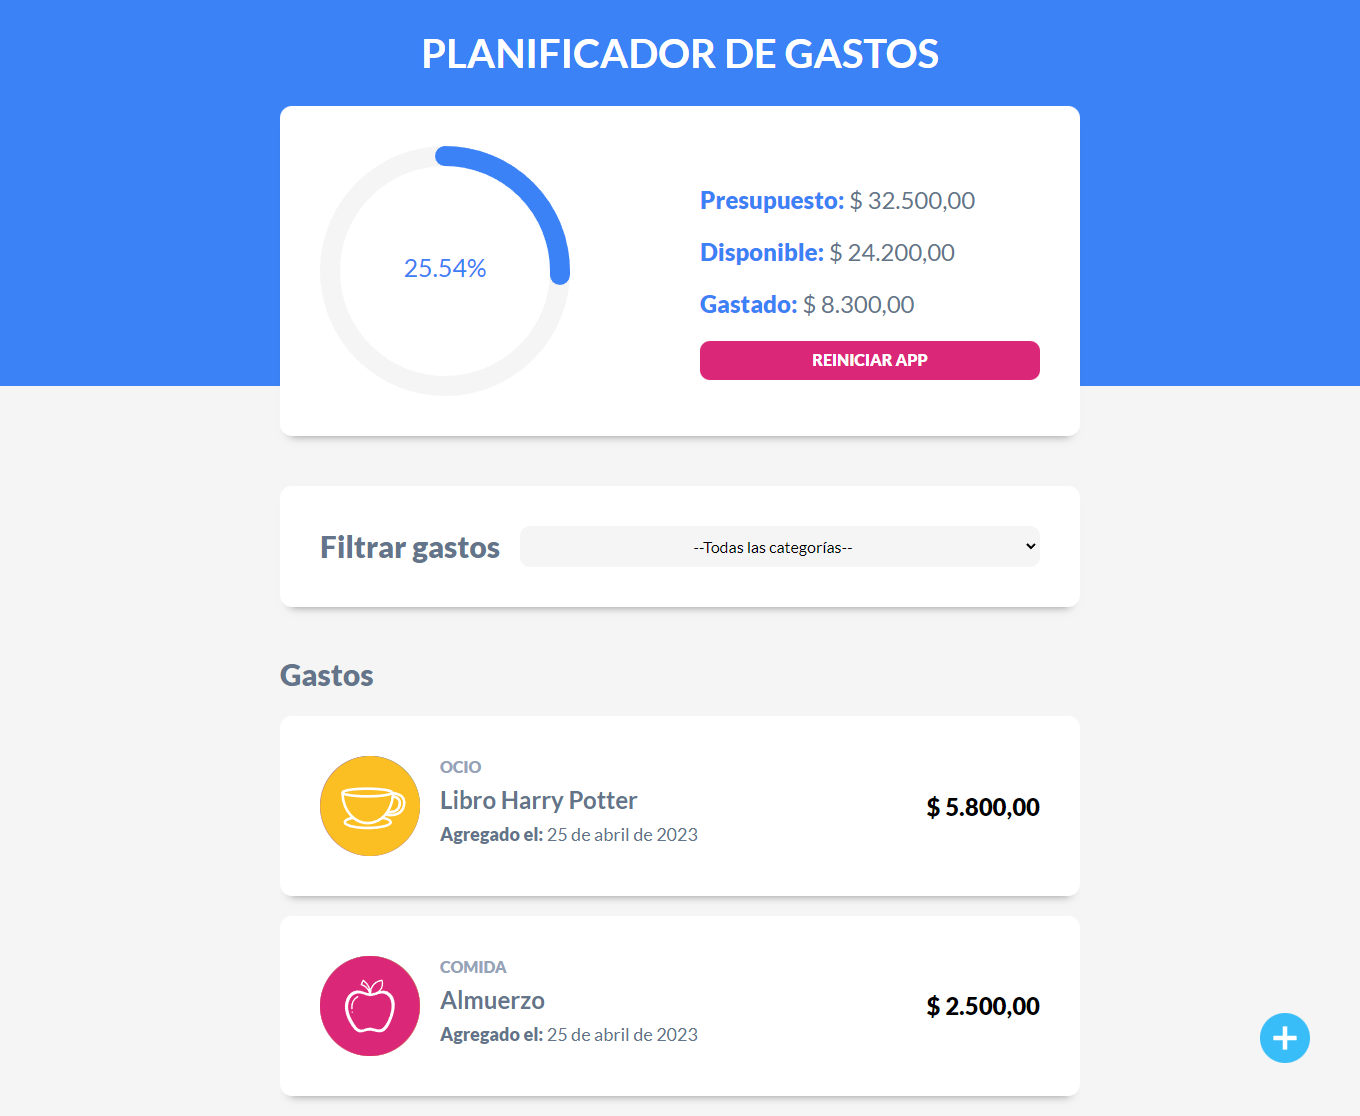 PLANIFICADOR DE GASTOS
25.54%
Presupuesto: $ 32.500,00
Disponible: $ 24.200,00
Gastado: $ 8.300,00
REINICIAR APP
Filtrar gastos
--Todas las categorías--
Gastos
OCIO
Libro Harry Potter
Agregado el: 25 de abril de 2023
$ 5.800,00
COMIDA
Almuerzo
Agregado el: 25 de abril de 2023
$ 2.500,00